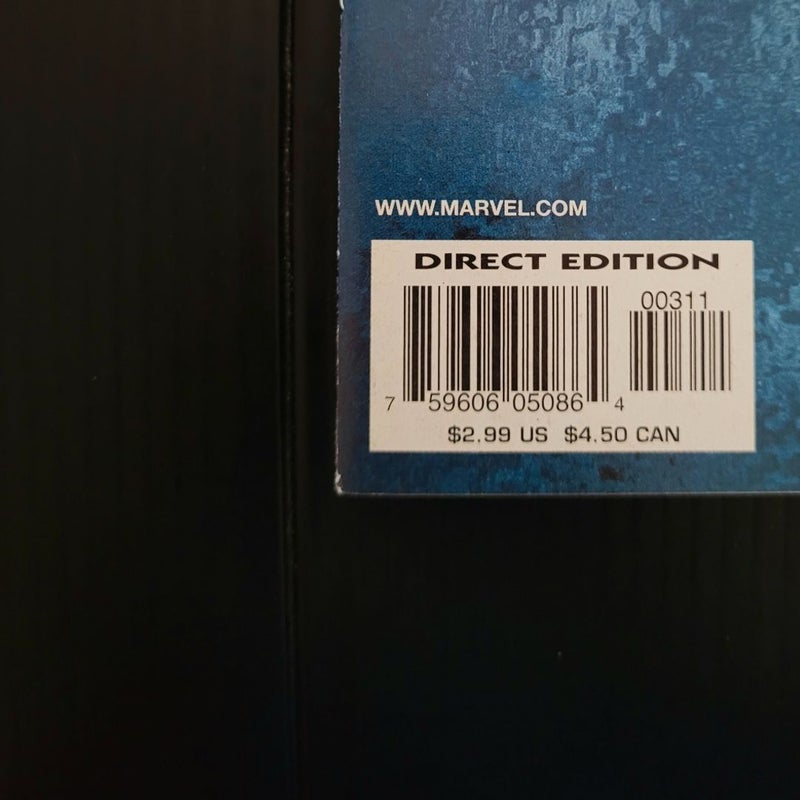 WWW.MARVEL.COM
DIRECT EDITION
00311
7 59606 05086 4
$2.99 US $4.50 CAN